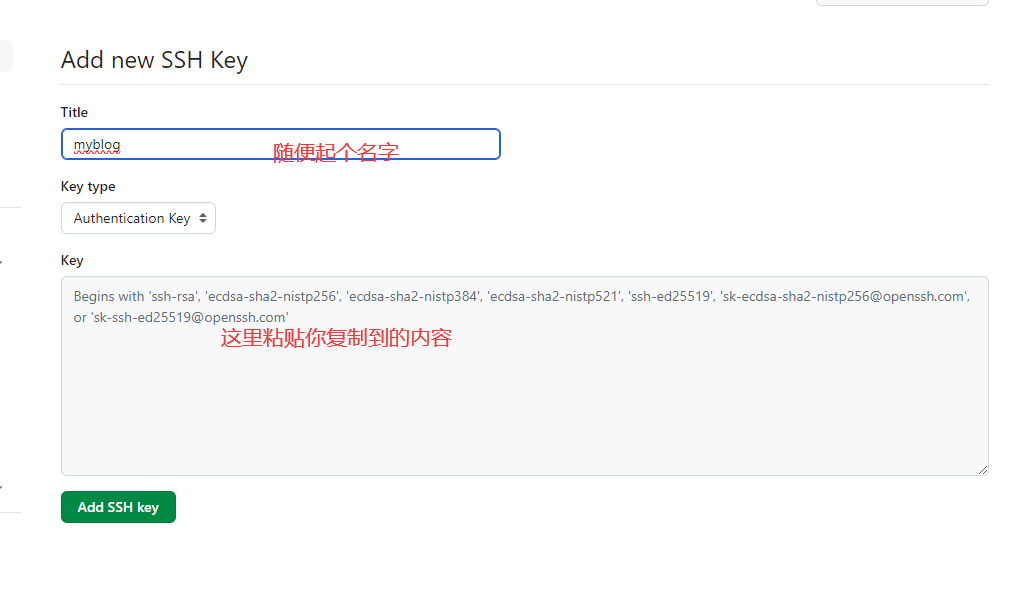 Add new SSH Key
Title
myblog
随便起个名字
Key type
Authentication Key
Key
Begins with 'ssh-rsa', 'ecdsa-sha2-nistp256', 'ecdsa-sha2-nistp384', 'ecdsa-sha2-nistp521', 'ssh-ed25519', 'sk-ecdsa-sha2-nistp256@openssh.com',
or 'sk-ssh-ed25519@openssh.com'
这里粘贴你复制到的内容
Add SSH key